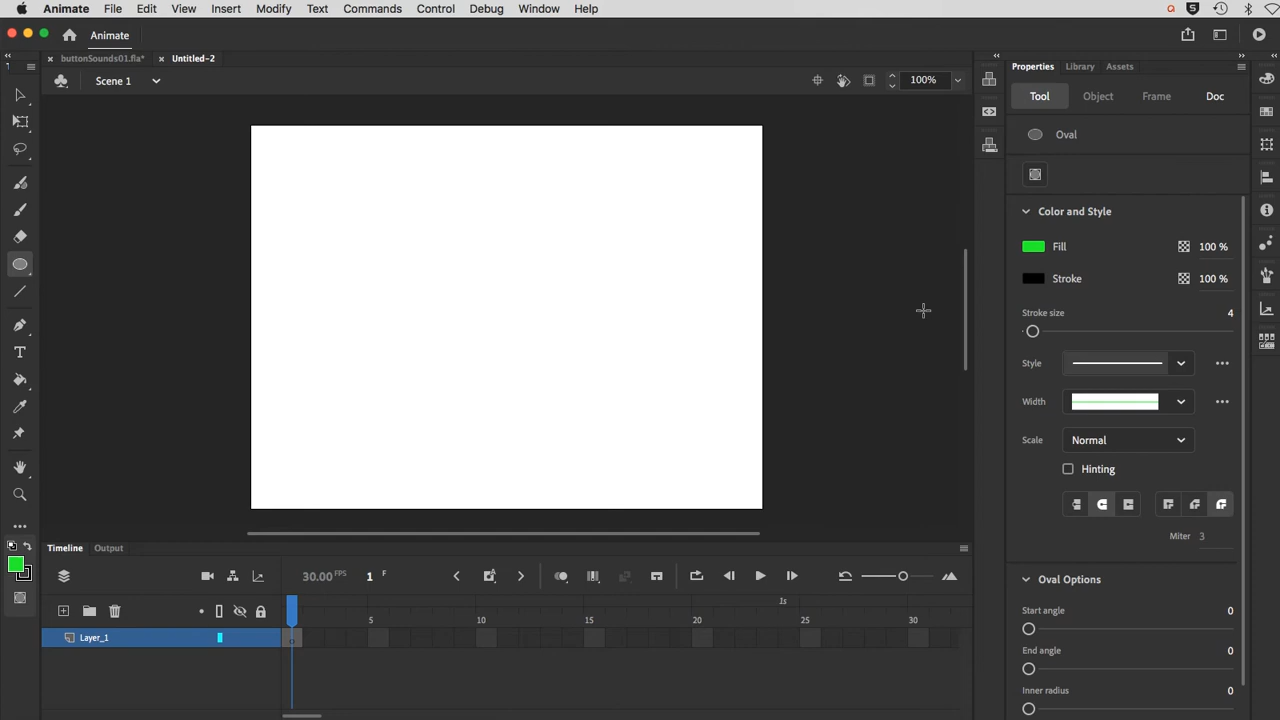 Animate File Edit View Insert Modify Text Commands Control Debug Window Help
Animate
buttonSounds01.fla* Untitled-2
Scene 1 100%
Properties Library Assets
Tool Object Frame Doc
Oval
Color and Style
Fill 100 %
Stroke 100 %
Stroke size 4
Style
Width
Scale Normal
Hinting
Miter 3
Oval Options
Start angle 0
End angle 0
Inner radius 0
Timeline Output
30.00 FPS 1 F
1s
5 10 15 20 25 30
Layer_1